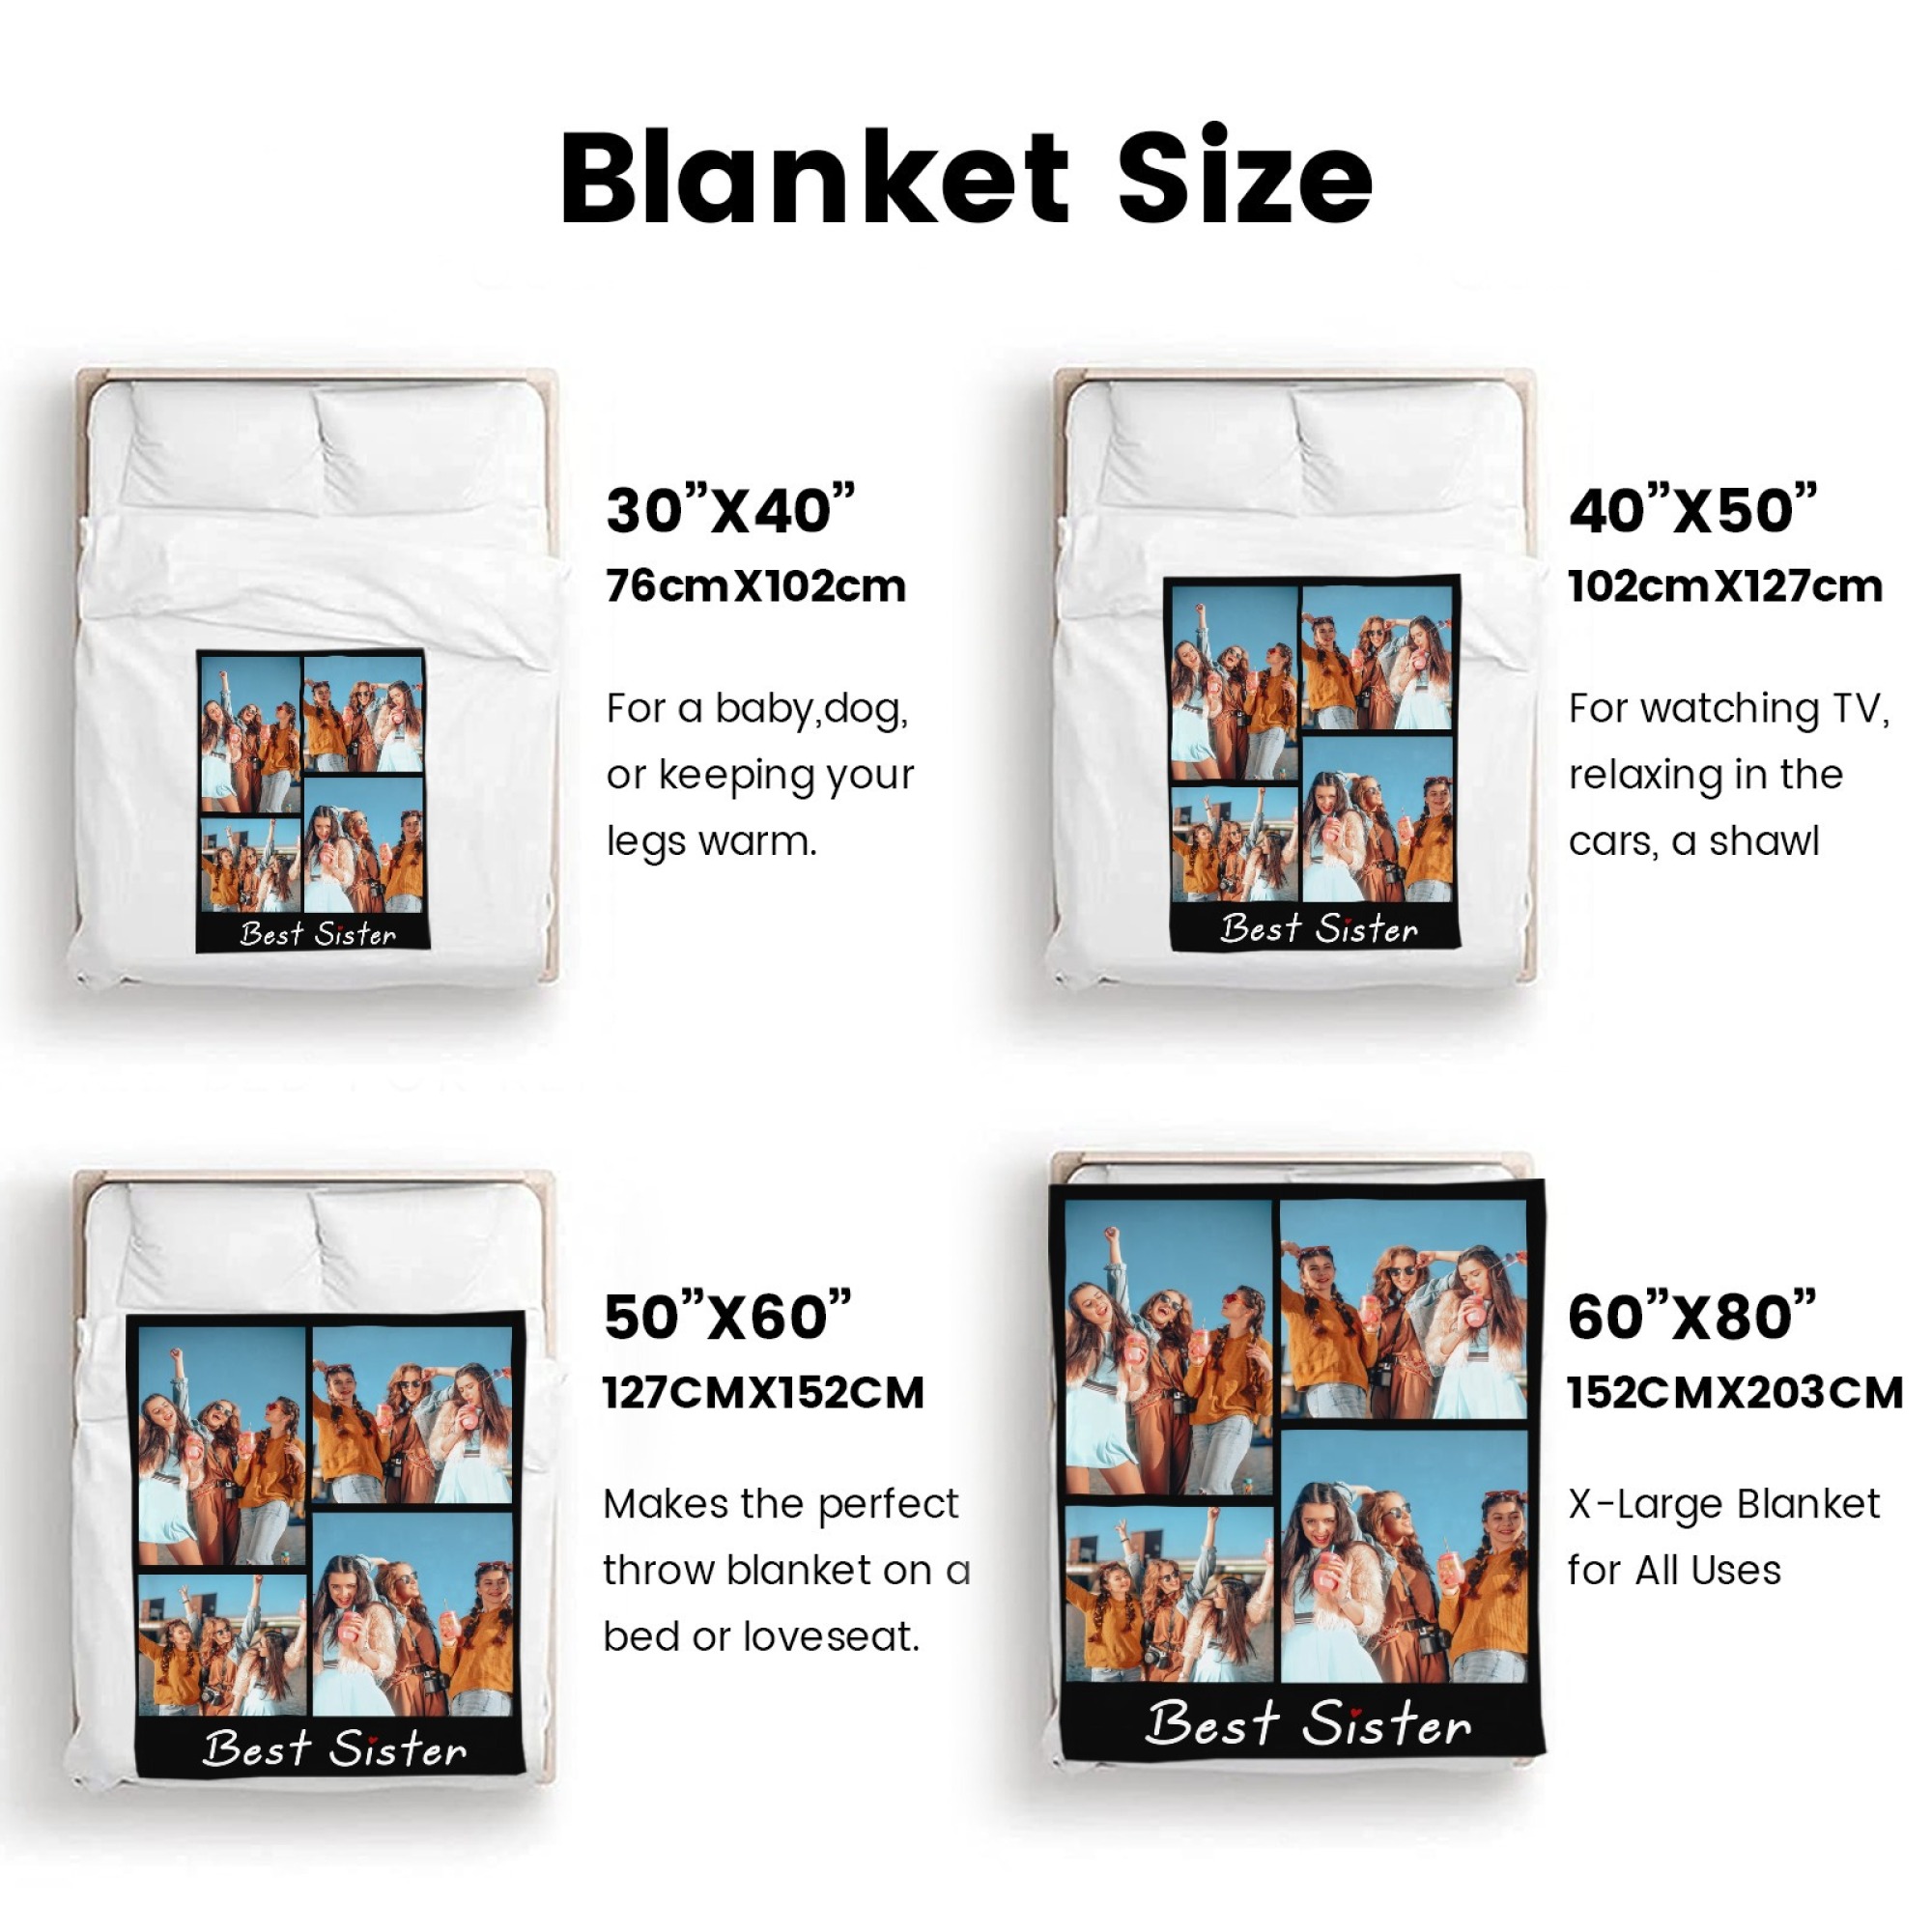 Blanket Size
30”X40”
76cmX102cm
For a baby,dog,
or keeping your
legs warm.
Best Sister
40”X50”
102cmX127cm
For watching TV,
relaxing in the
cars, a shawl
Best Sister
50”X60”
127CMX152CM
Makes the perfect
throw blanket on a
bed or loveseat.
Best Sister
60”X80”
152CMX203CM
X-Large Blanket
for All Uses
Best Sister